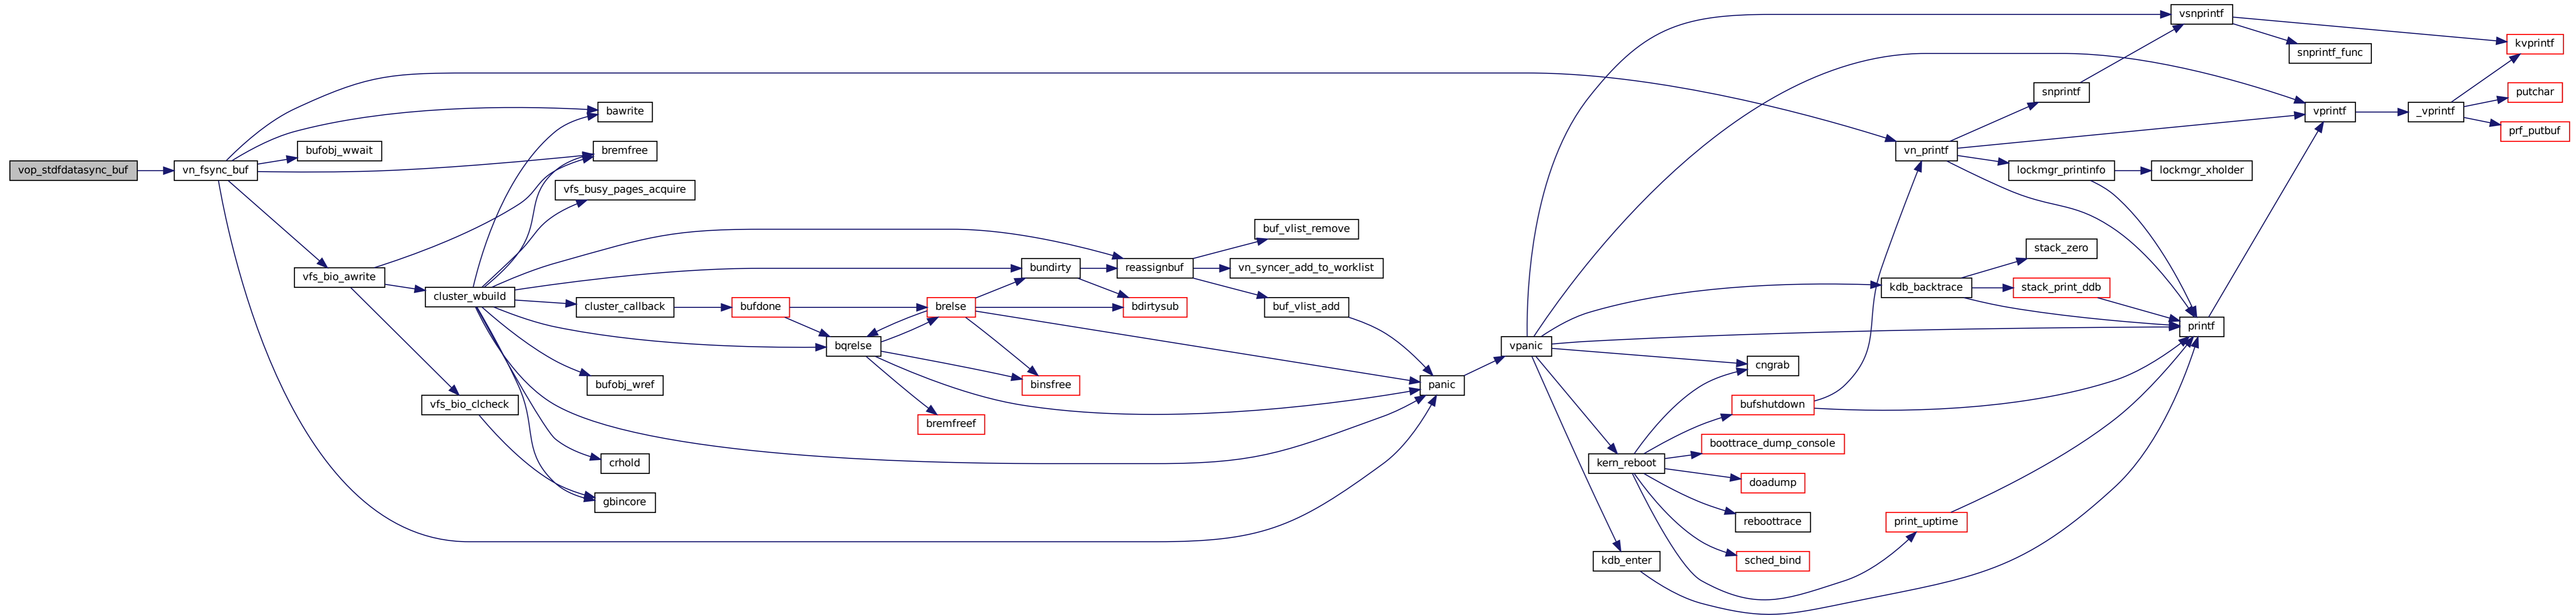 vop_stdfdatasync_buf
vn_fsync_buf
bawrite
bufobj_wwait
bremfree
vfs_busy_pages_acquire
vfs_bio_awrite
cluster_wbuild
vfs_bio_clcheck
cluster_callback
bufobj_wref
crhold
gbincore
bufdone
bqrelse
brelse
bremfreef
bundirty
binsfree
reassignbuf
bdirtysub
buf_vlist_remove
vn_syncer_add_to_worklist
buf_vlist_add
panic
vpanic
kern_reboot
kdb_enter
cngrab
bufshutdown
boottrace_dump_console
doadump
reboottrace
sched_bind
vn_printf
kdb_backtrace
print_uptime
snprintf
lockmgr_printinfo
stack_zero
stack_print_ddb
vsnprintf
lockmgr_xholder
printf
snprintf_func
vprintf
_vprintf
kvprintf
putchar
prf_putbuf